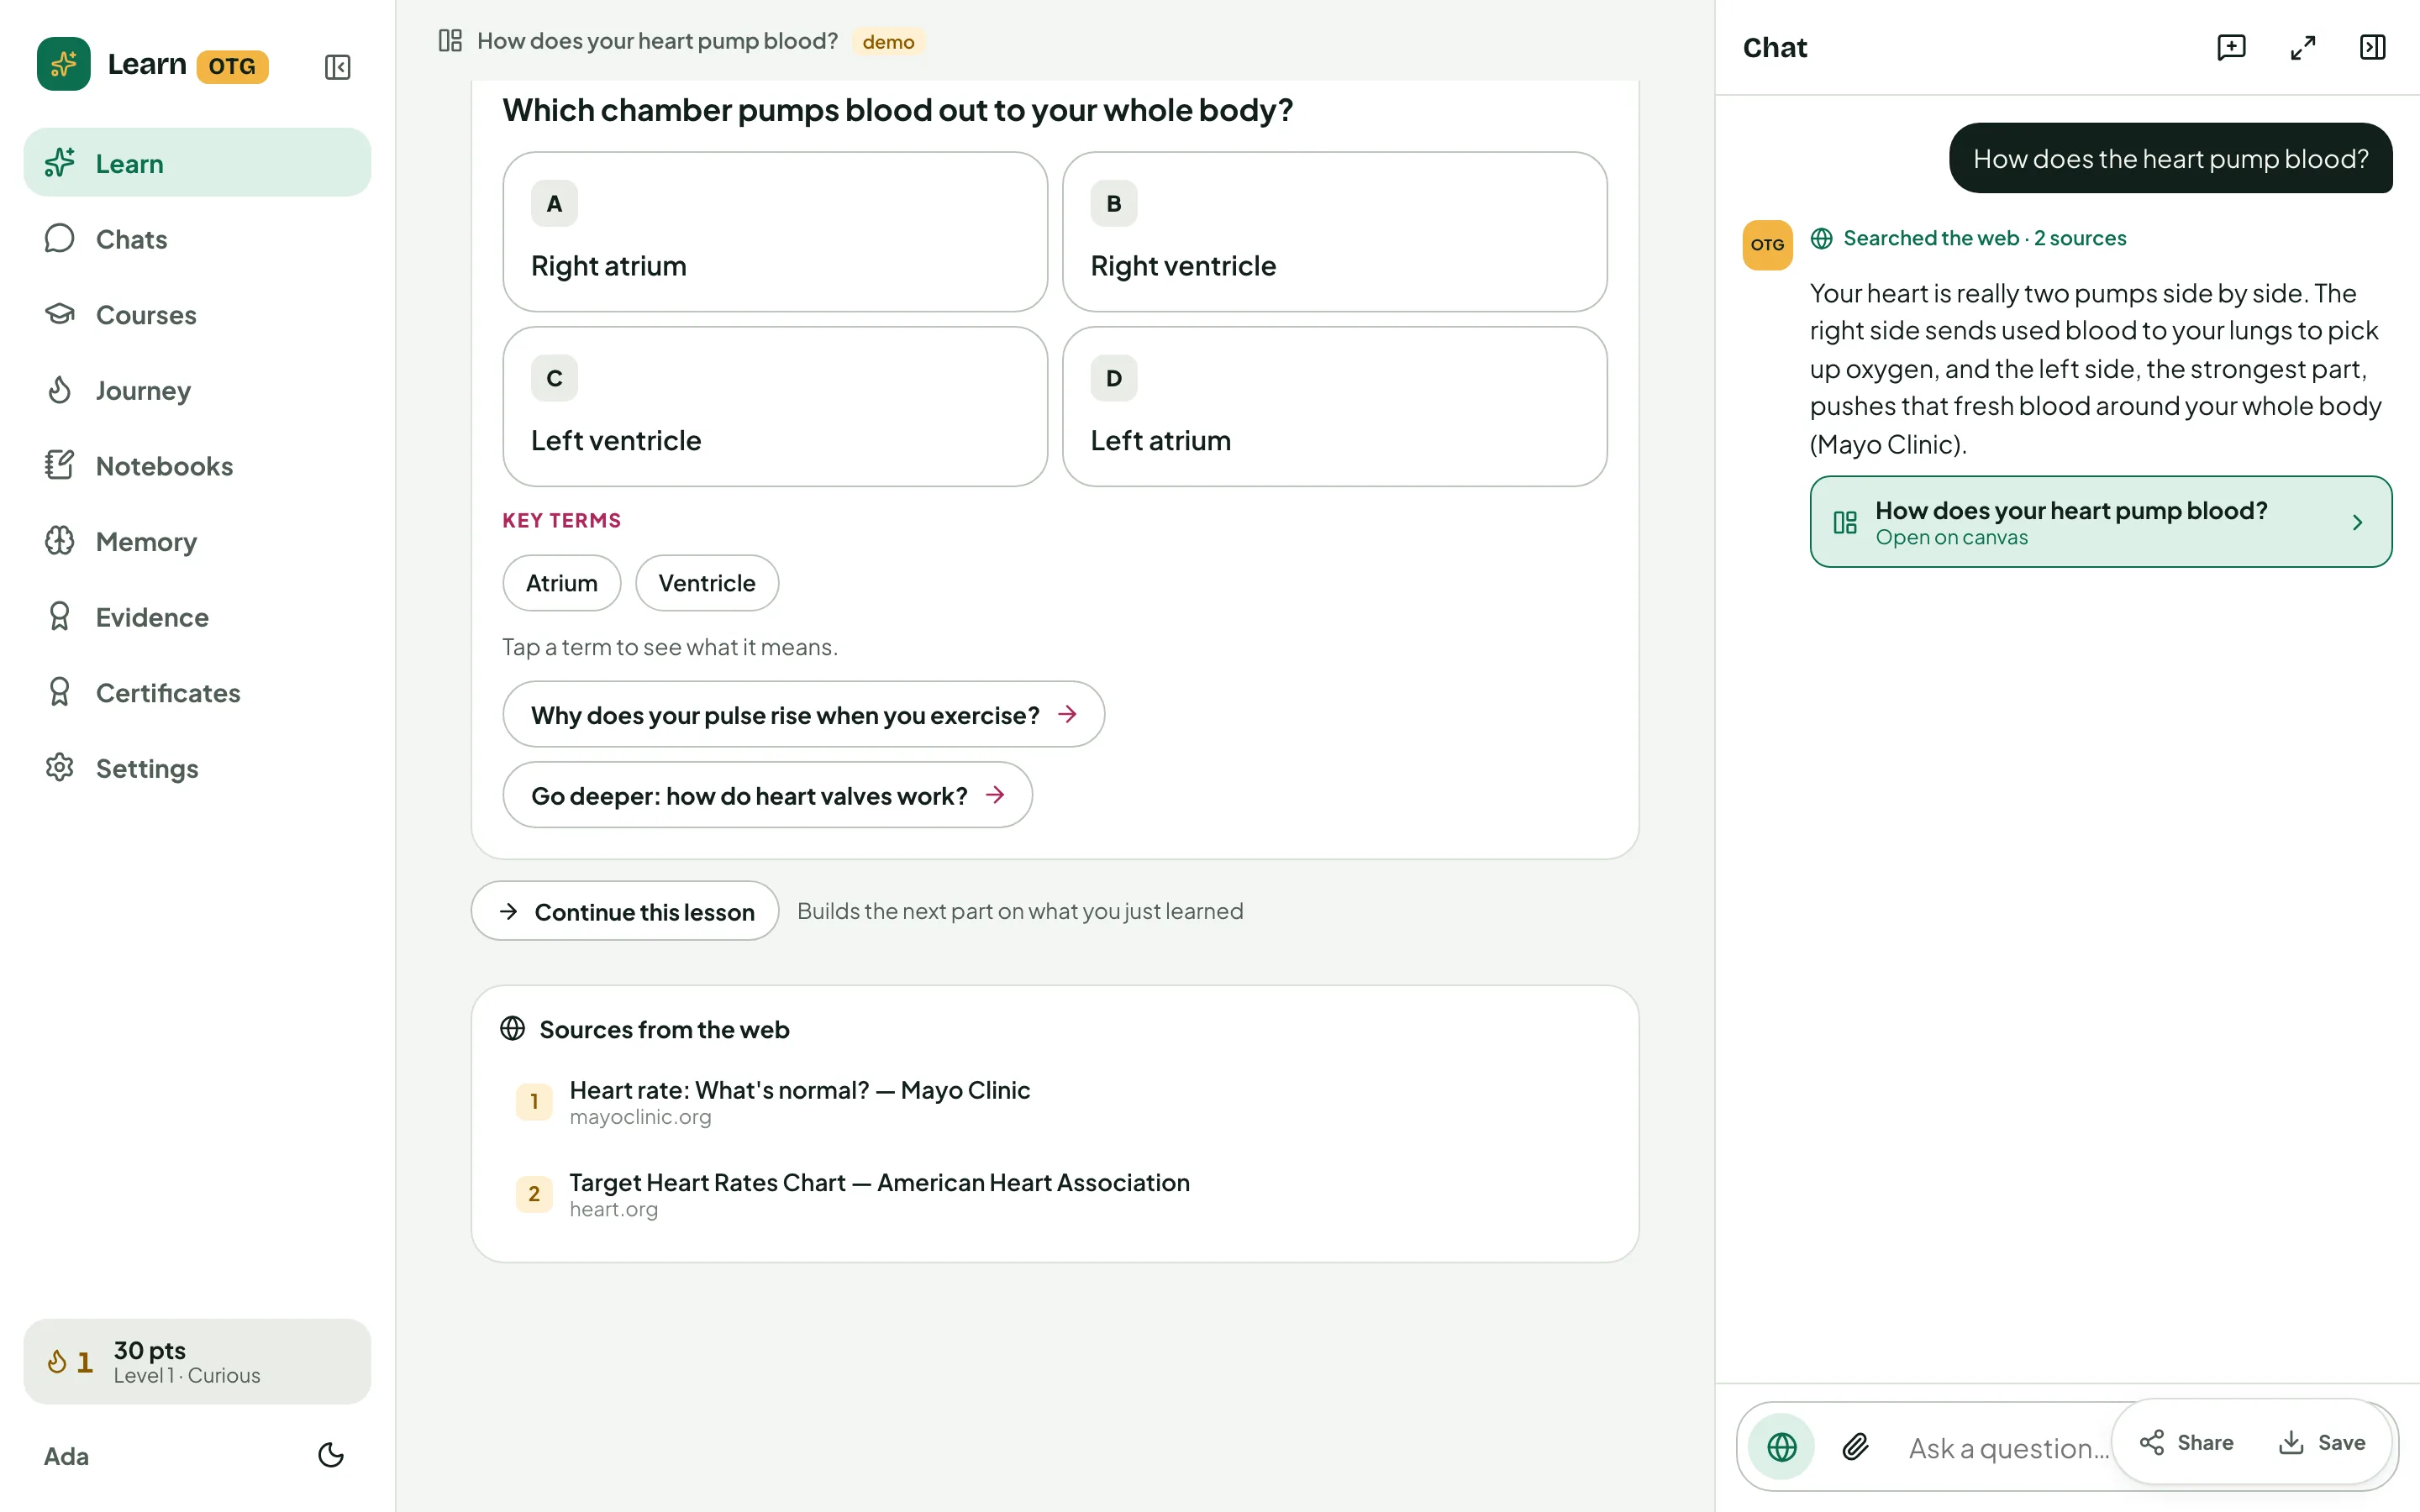 Learn OTG
Learn
Chats
Courses
Journey
Notebooks
Memory
Evidence
Certificates
Settings
1
30 pts
Level 1 · Curious
Ada
How does your heart pump blood? demo
Which chamber pumps blood out to your whole body?
A
Right atrium
B
Right ventricle
C
Left ventricle
D
Left atrium
KEY TERMS
Atrium
Ventricle
Tap a term to see what it means.
Why does your pulse rise when you exercise?
Go deeper: how do heart valves work?
Continue this lesson
Builds the next part on what you just learned
Sources from the web
1
Heart rate: What's normal? — Mayo Clinic
mayoclinic.org
2
Target Heart Rates Chart — American Heart Association
heart.org
Chat
How does the heart pump blood?
OTG
Searched the web · 2 sources
Your heart is really two pumps side by side. The
right side sends used blood to your lungs to pick
up oxygen, and the left side, the strongest part,
pushes that fresh blood around your whole body
(Mayo Clinic).
How does your heart pump blood?
Open on canvas
Ask a question...
Share
Save